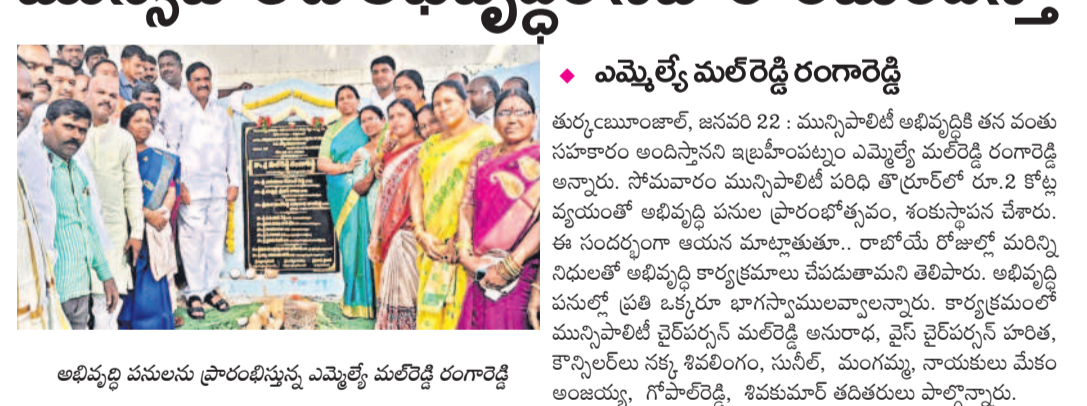 ఎమ్మెల్యే మల్‌రెడ్డి రంగారెడ్డి
తుర్కయంజాల్, జనవరి 22 : మున్సిపాలిటీ అభివృద్ధికి తన వంతు
సహకారం అందిస్తానని ఇబ్రహీంపట్నం ఎమ్మెల్యే మల్‌రెడ్డి రంగారెడ్డి
అన్నారు. సోమవారం మున్సిపాలిటీ పరిధి తొర్రూర్‌లో రూ.2 కోట్ల
వ్యయంతో అభివృద్ధి పనుల ప్రారంభోత్సవం, శంకుస్థాపన చేశారు.
ఈ సందర్భంగా ఆయన మాట్లాతుతూ.. రాబోయే రోజుల్లో మరిన్ని
నిధులతో అభివృద్ధి కార్యక్రమాలు చేపడుతామని తెలిపారు. అభివృద్ధి
పనుల్లో ప్రతి ఒక్కరూ భాగస్వాములవ్వాలన్నారు. కార్యక్రమంలో
మున్సిపాలిటీ చైర్‌పర్సన్ మల్‌రెడ్డి అనురాధ, వైస్ చైర్‌పర్సన్ హరిత,
కౌన్సిలర్‌లు నక్క శివలింగం, సునీల్, మంగమ్మ, నాయకులు మేకం
అంజయ్య, గోపాల్‌రెడ్డి, శివకుమార్ తదితరులు పాల్గొన్నారు.
అభివృద్ధి పనులను ప్రారంభిస్తున్న ఎమ్మెల్యే మల్‌రెడ్డి రంగారెడ్డి